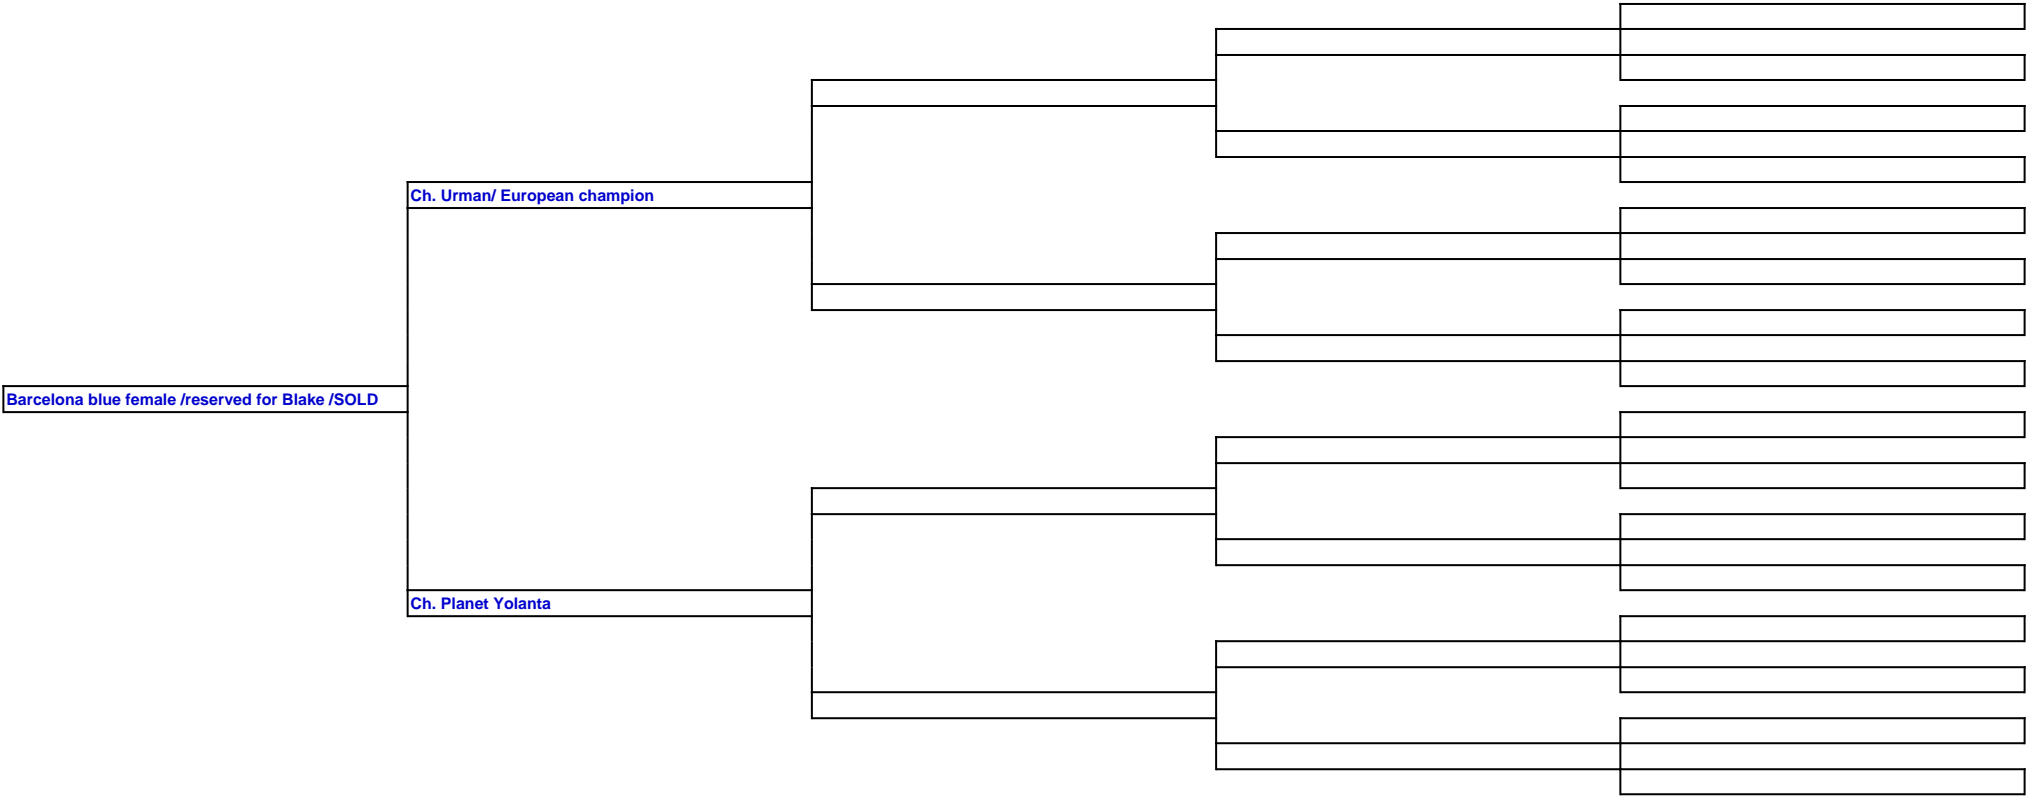 Ch. Urman/ European champion
Barcelona blue female /reserved for Blake /SOLD
Ch. Planet Yolanta